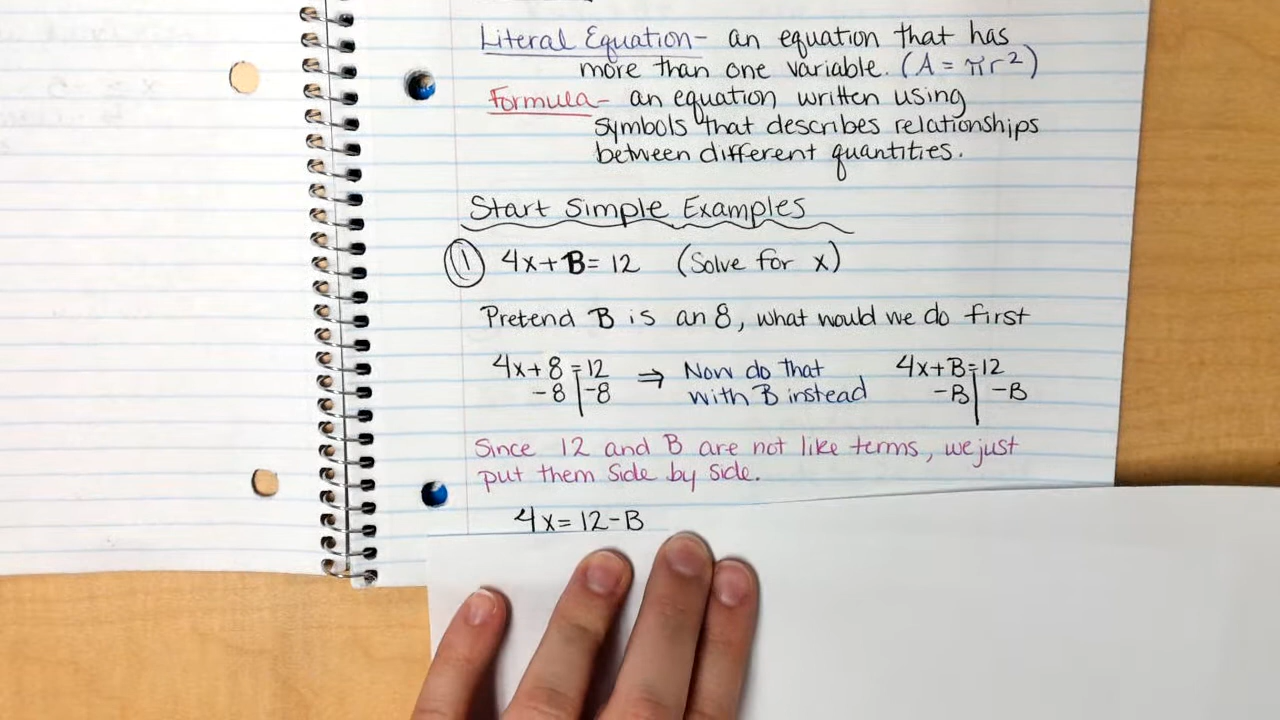 Literal Equation- an equation that has
more than one variable. (A = πr²)
Formula- an equation written using
symbols that describes relationships
between different quantities.
Start Simple Examples
① 4x+B=12 (Solve for x)
Pretend B is an 8, what would we do first
4x+8=12 ⇒ Now do that 4x+B=12
-8 | -8 with B instead -B | -B
Since 12 and B are not like terms, we just
put them side by side.
4x=12-B